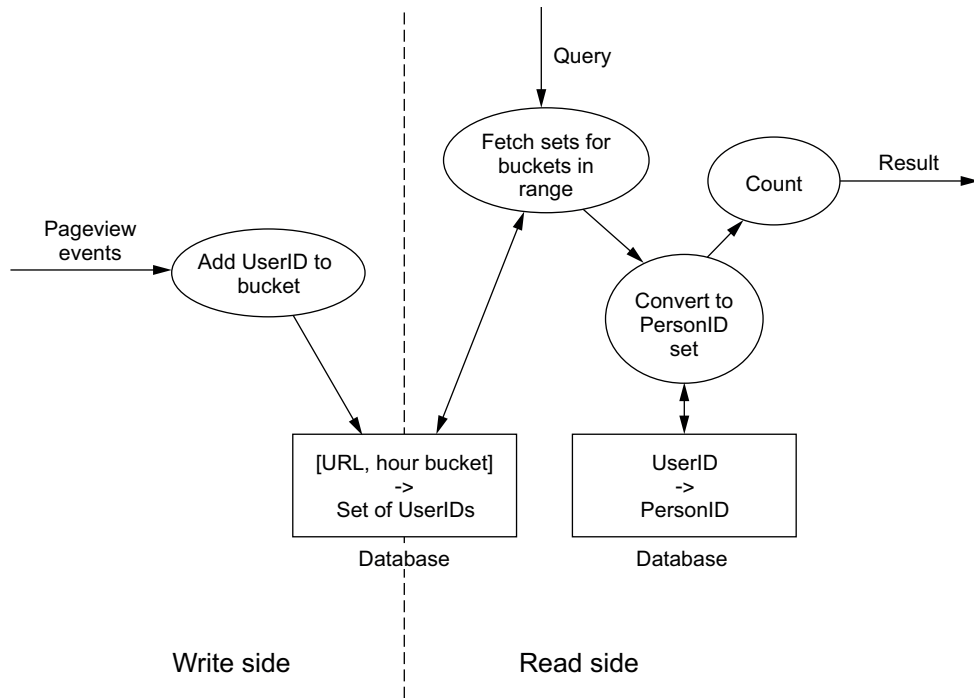 Query
Fetch sets for
buckets in
range
Count
Result
Pageview
events
Add UserID to
bucket
Convert to
PersonID
set
[URL, hour bucket]
->
Set of UserIDs
Database
UserID
->
PersonID
Database
Write side
Read side